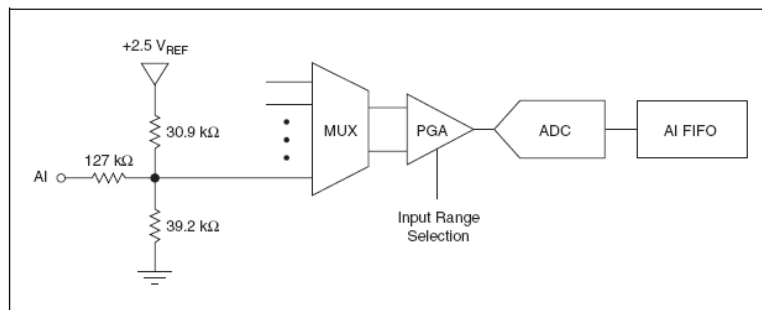 +2.5 VREF
30.9 kΩ
127 kΩ
AI
39.2 kΩ
MUX
PGA
ADC
AI FIFO
Input Range
Selection